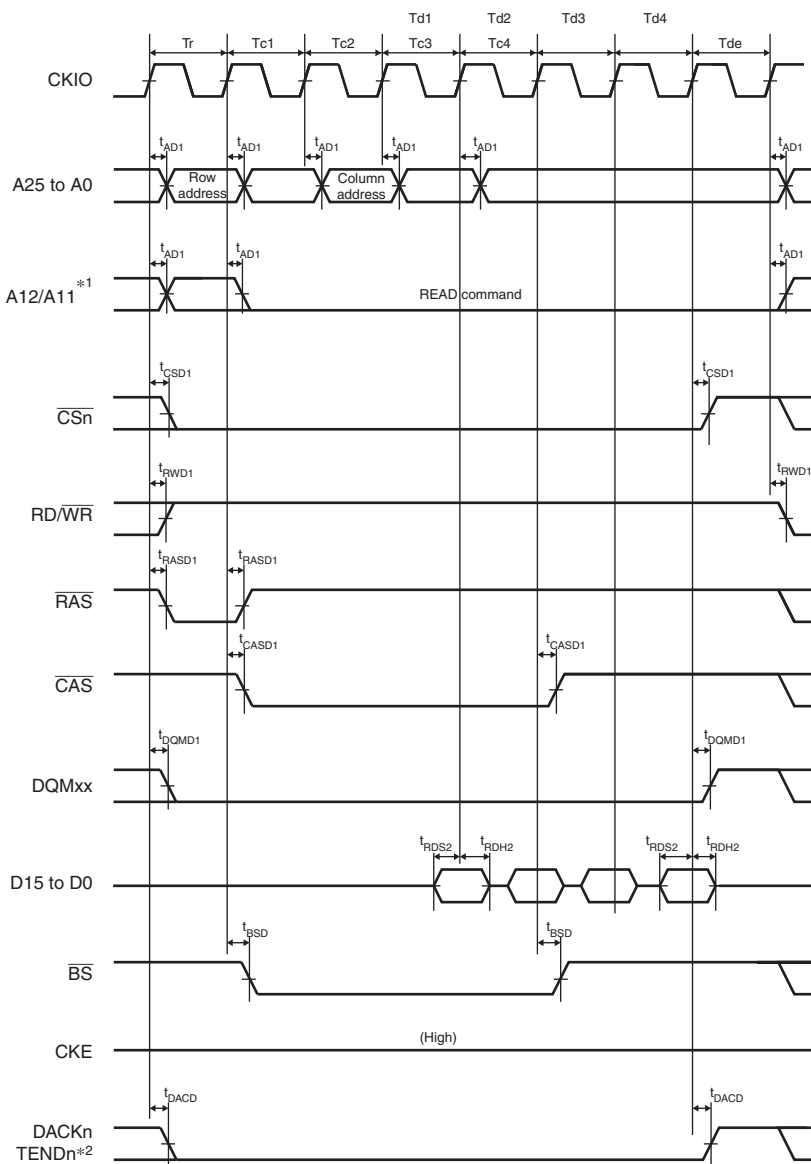 Td1 Td2 Td3 Td4
Tr Tc1 Tc2 Tc3 Tc4 Tde
CKIO
tAD1 tAD1 tAD1 tAD1 tAD1 tAD1
A25 to A0
Row
address
Column
address
tAD1 tAD1 tAD1
A12/A11*1
READ command
tCSD1 tCSD1
CSn
tRWD1 tRWD1
RD/WR
tRASD1 tRASD1
RAS
tCASD1 tCASD1
CAS
tDQMD1 tDQMD1
DQMxx
tRDS2 tRDH2 tRDS2 tRDH2
D15 to D0
tBSD tBSD
BS
(High)
CKE
tDACD tDACD
DACKn
TENDn*2